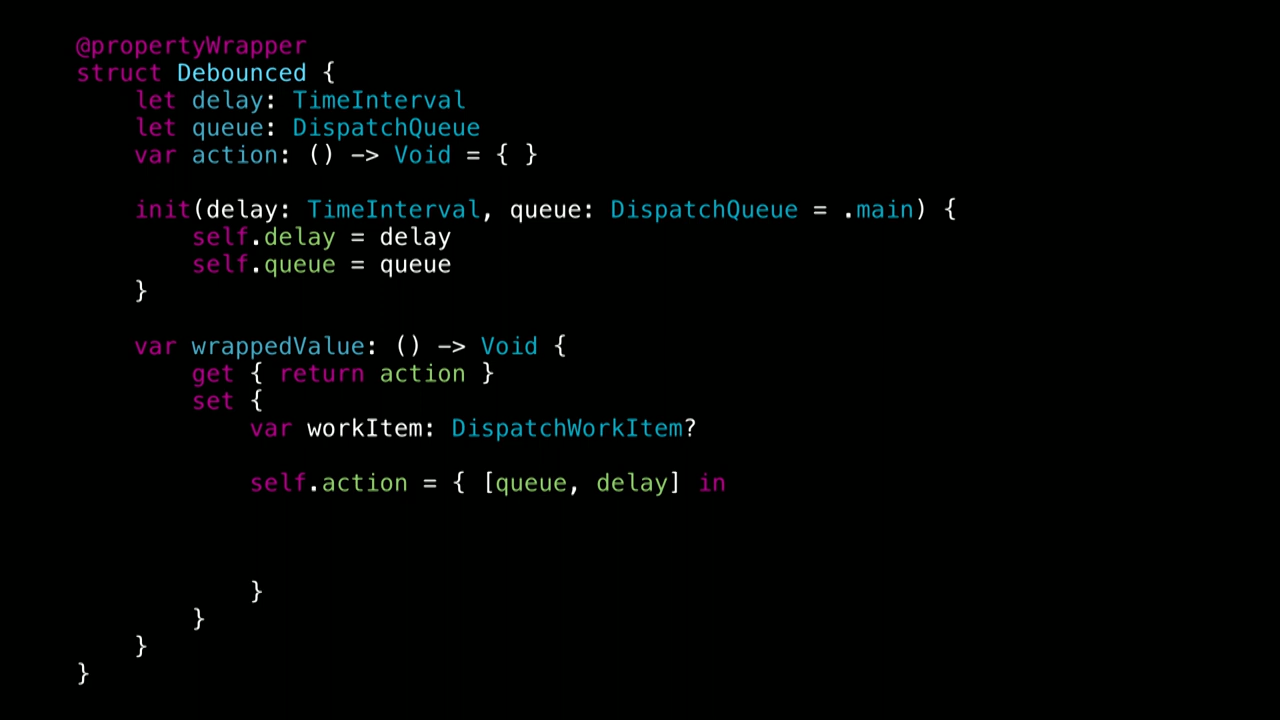 @propertyWrapper
struct Debounced {
    let delay: TimeInterval
    let queue: DispatchQueue
    var action: () -> Void = { }

    init(delay: TimeInterval, queue: DispatchQueue = .main) {
        self.delay = delay
        self.queue = queue
    }

    var wrappedValue: () -> Void {
        get { return action }
        set {
            var workItem: DispatchWorkItem?

            self.action = { [queue, delay] in

            }
        }
    }
}